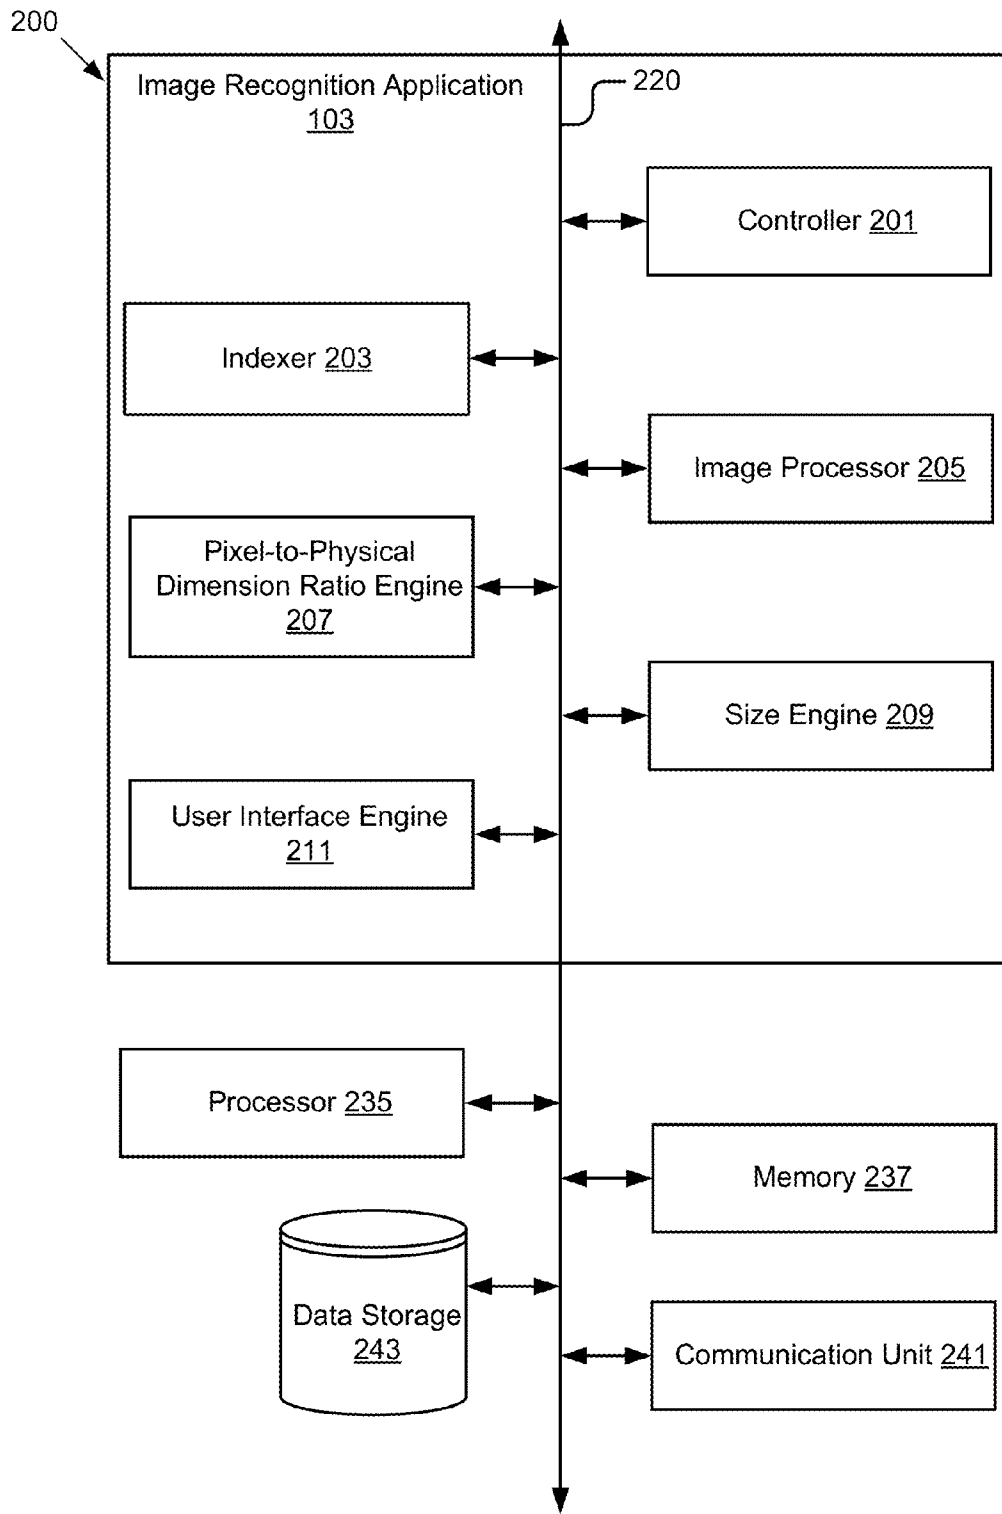 200
Image Recognition Application
103
220
Controller 201
Indexer 203
Image Processor 205
Pixel-to-Physical
Dimension Ratio Engine
207
Size Engine 209
User Interface Engine
211
Processor 235
Memory 237
Data Storage
243
Communication Unit 241